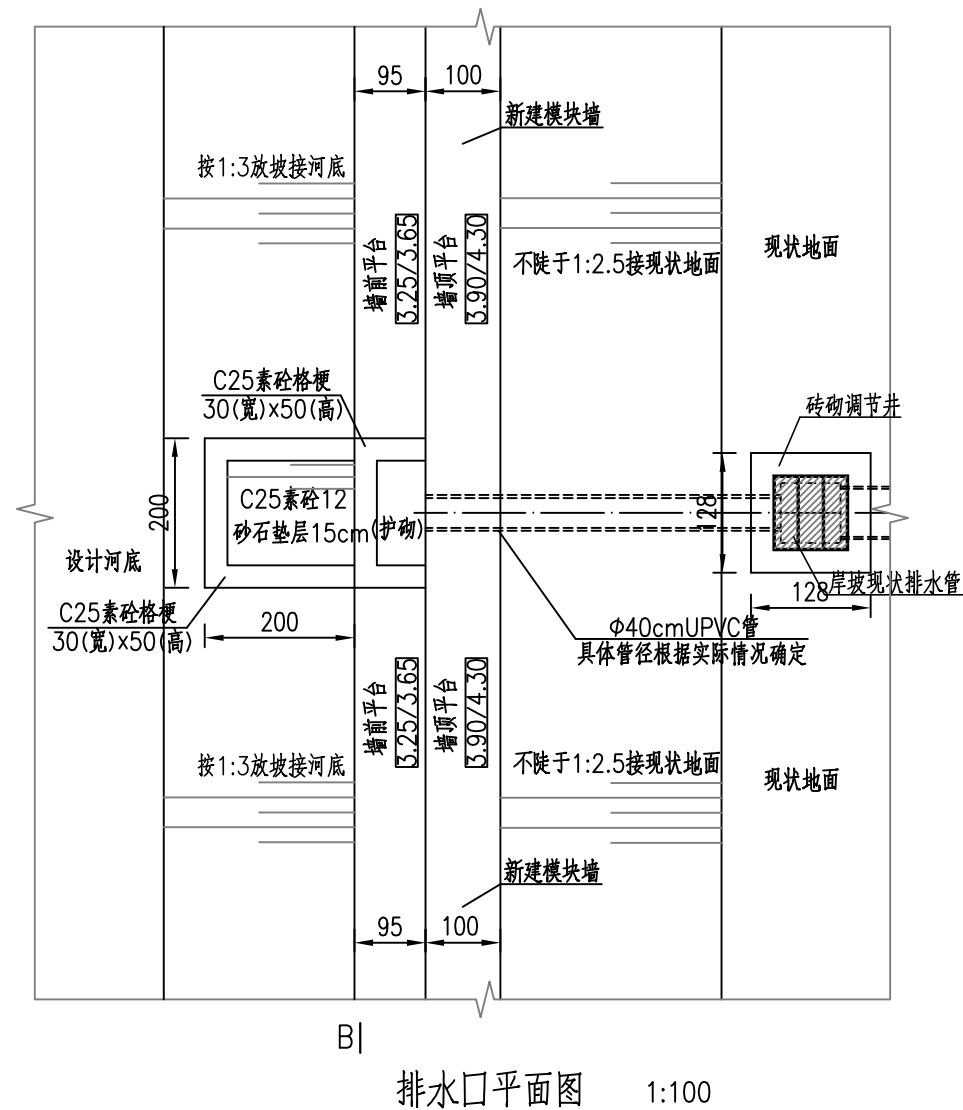 95
100
新建模块墙
按1:3放坡接河底
墙前平台
3.25/3.65
墙顶平台
3.90/4.30
不陡于1:2.5接现状地面
现状地面
C25素砼格梗
30(宽)×50(高)
砖砌调节井
200
C25素砼12
砂石垫层15cm(护砌)
128
设计河底
岸坡现状排水管
128
C25素砼格梗
30(宽)×50(高)
200
Φ40cmUPVC管
具体管径根据实际情况确定
墙前平台
3.25/3.65
墙顶平台
3.90/4.30
按1:3放坡接河底
不陡于1:2.5接现状地面
现状地面
新建模块墙
95
100
B
排水口平面图 1:100